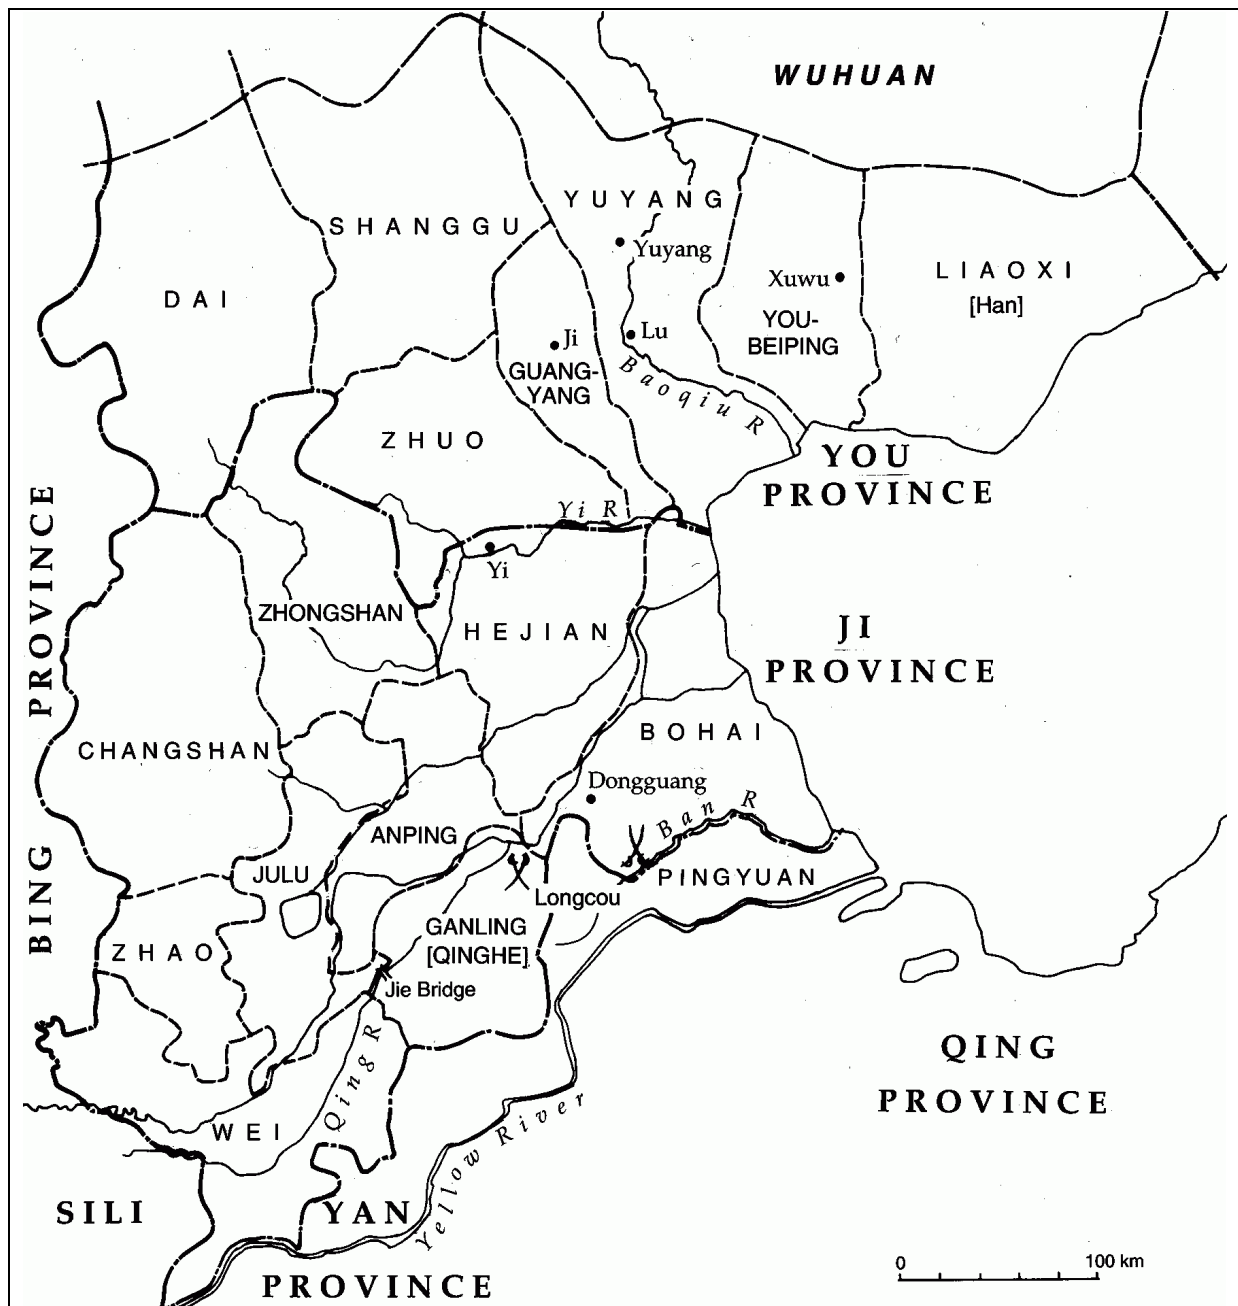 WUHUAN
YUYANG
SHANGGU
Yuyang
LIAOXI
[Han]
Xuwu
DAI
YOU-
BEIPING
Lu
Ji
GUANG-
YANG
Baoqiu R
ZHUO
YOU
PROVINCE
Yi R
Yi
BING PROVINCE
ZHONGSHAN
HEJIAN
JI
PROVINCE
BOHAI
CHANGSHAN
Dongguang
Ban R
ANPING
JULU
PINGYUAN
Longcou
GANLING
[QINGHE]
ZHAO
Jie Bridge
Qing R
QING
PROVINCE
Yellow River
WEI
SILI
YAN
PROVINCE
0 100 km